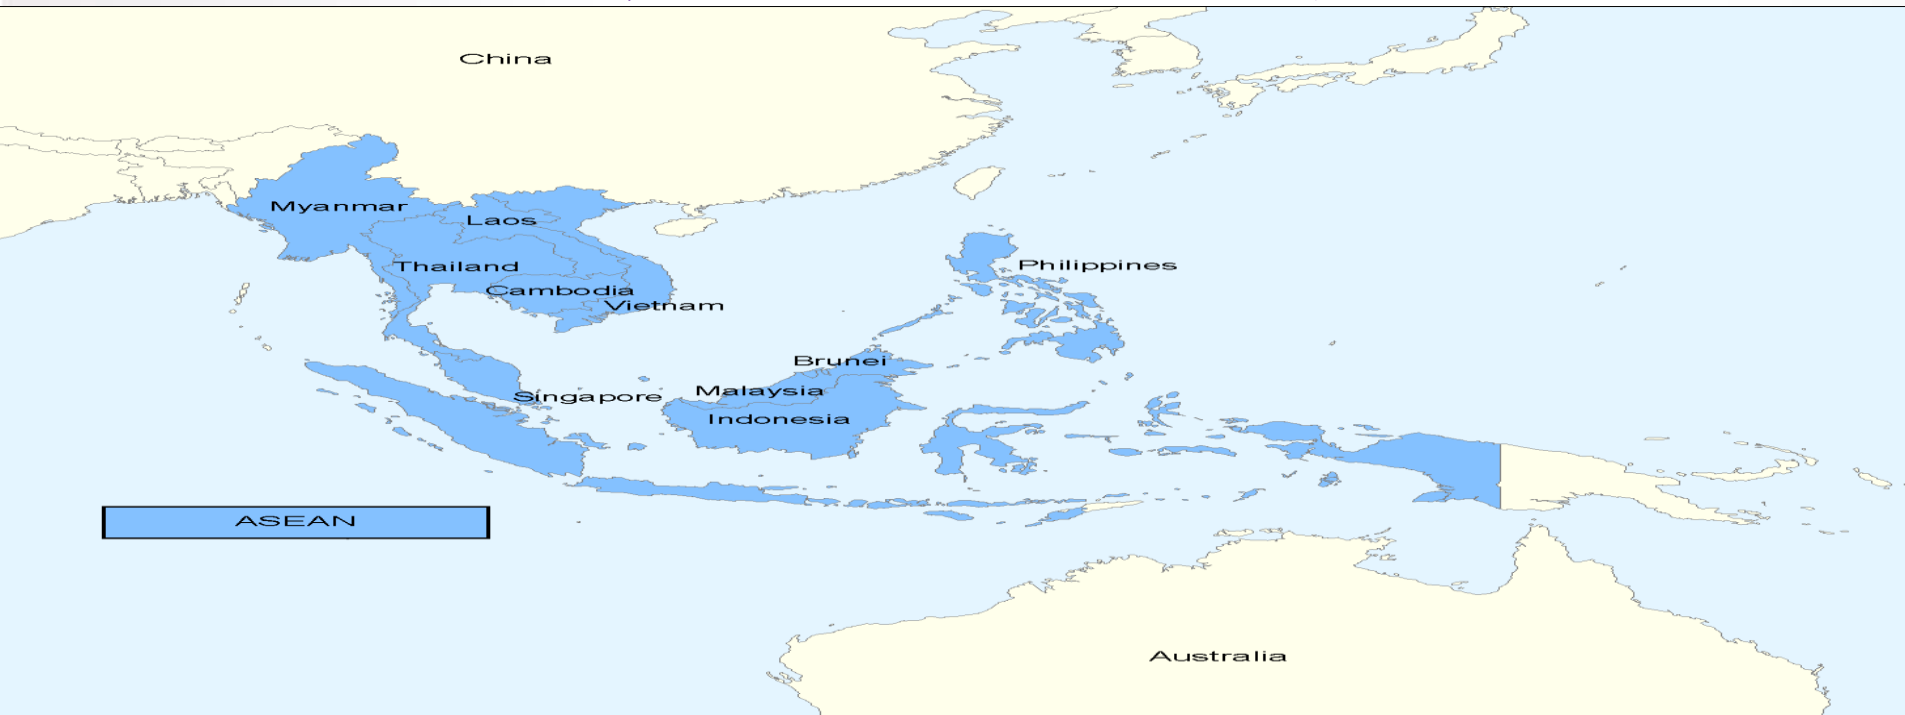 China
Myanmar
Laos
Thailand
Philippines
Cambodia
Vietnam
Brunei
Malaysia
Singapore
Indonesia
ASEAN
Australia